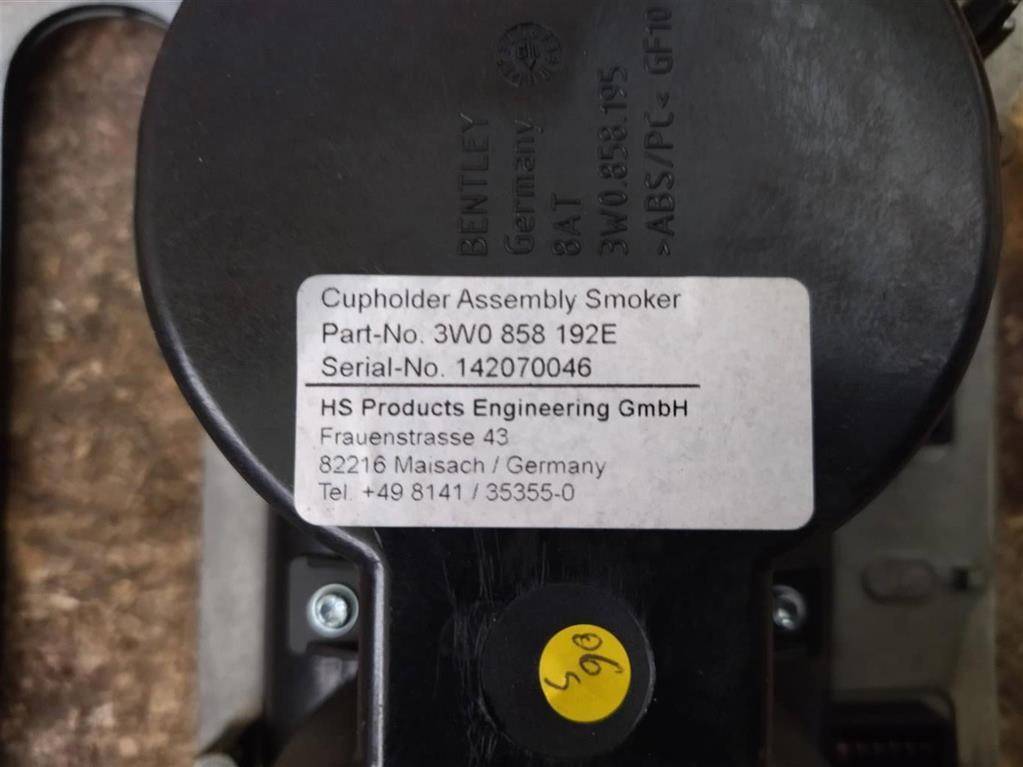 BENTLEY
Germany
8AT
3W0.858.195
>ABS/PC< GF10
Cupholder Assembly Smoker
Part-No. 3W0 858 192E
Serial-No. 142070046
HS Products Engineering GmbH
Frauenstrasse 43
82216 Maisach / Germany
Tel. +49 8141 / 35355-0